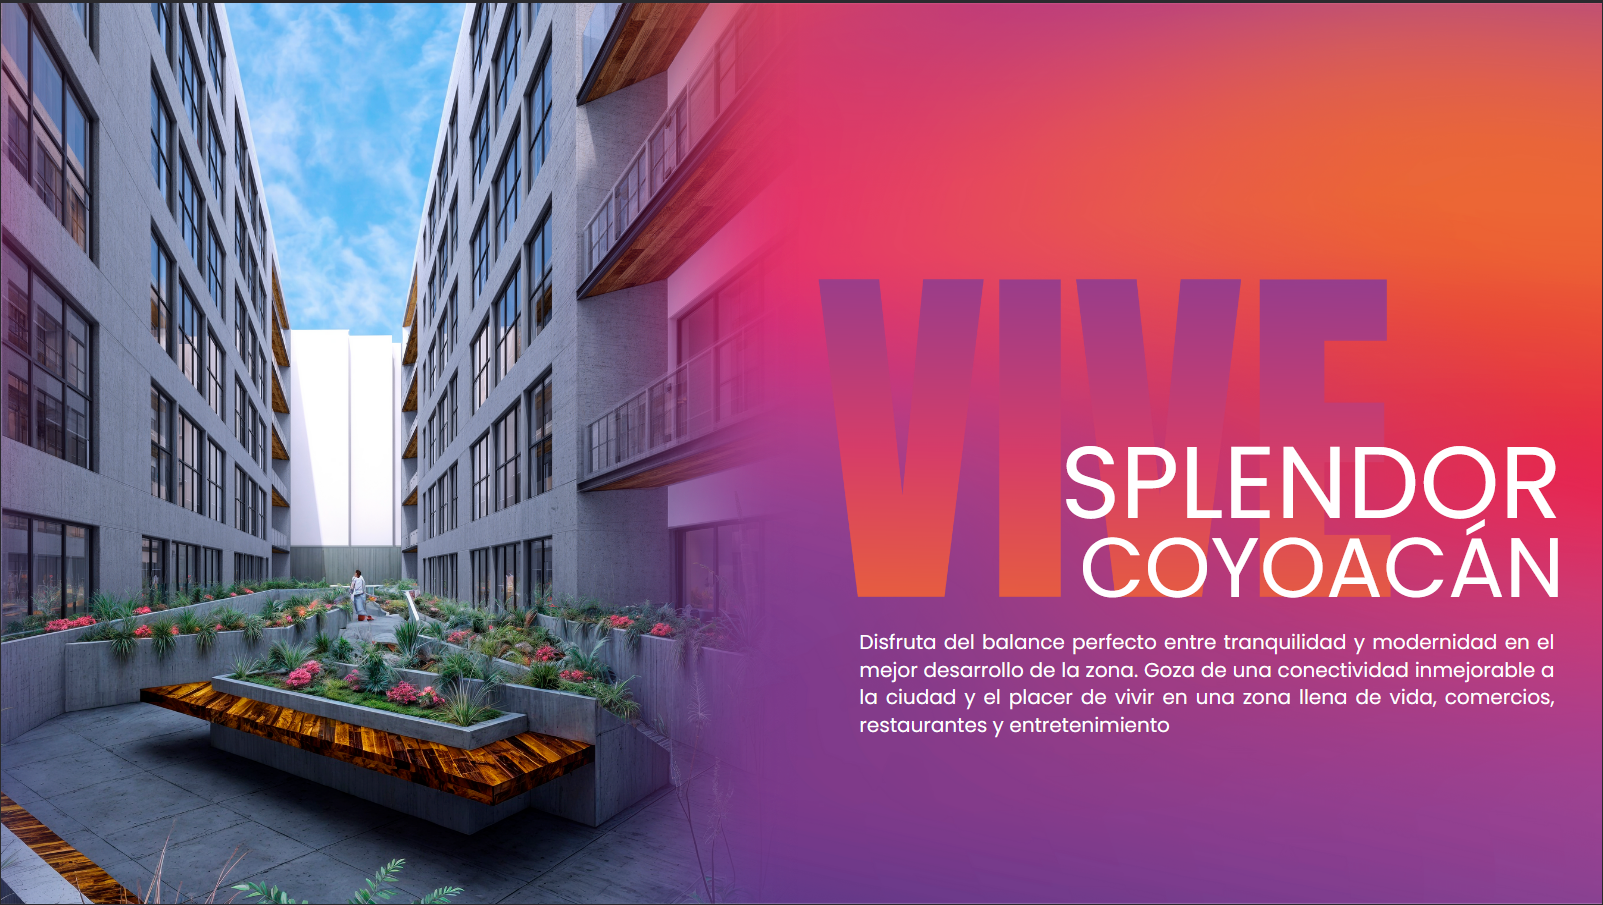 VIVE
SPLENDOR
COYOACÁN
Disfruta del balance perfecto entre tranquilidad y modernidad en el
mejor desarrollo de la zona. Goza de una conectividad inmejorable a
la ciudad y el placer de vivir en una zona llena de vida, comercios,
restaurantes y entretenimiento